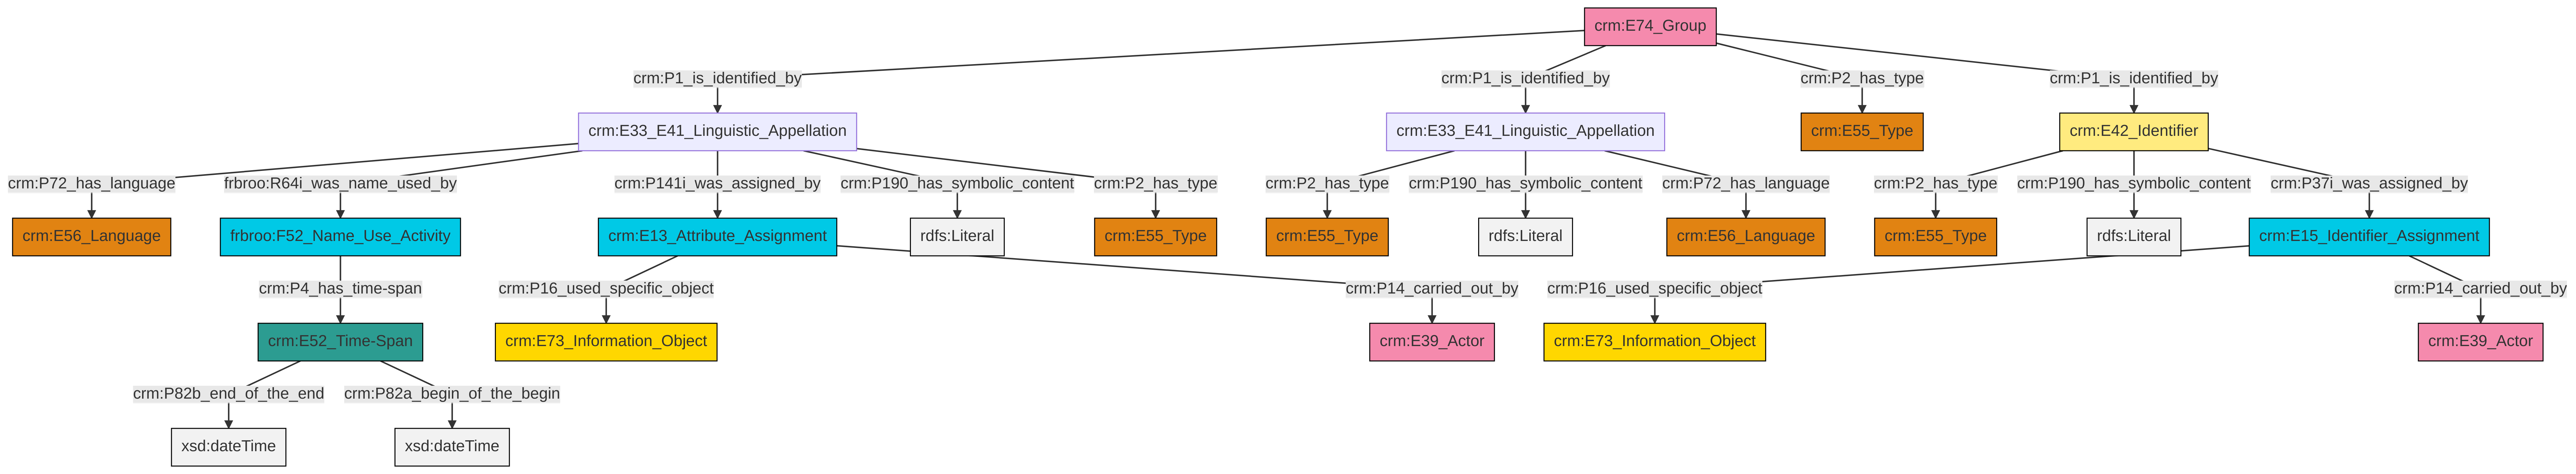 crm:E74_Group
crm:P1_is_identified_by
crm:P1_is_identified_by
crm:P2_has_type
crm:P1_is_identified_by
crm:E33_E41_Linguistic_Appellation
crm:E33_E41_Linguistic_Appellation
crm:E55_Type
crm:E42_Identifier
crm:P72_has_language
frbroo:R64i_was_name_used_by
crm:P141i_was_assigned_by
crm:P190_has_symbolic_content
crm:P2_has_type
crm:P2_has_type
crm:P190_has_symbolic_content
crm:P72_has_language
crm:P2_has_type
crm:P190_has_symbolic_content
crm:P37i_was_assigned_by
crm:E56_Language
frbroo:F52_Name_Use_Activity
crm:E13_Attribute_Assignment
rdfs:Literal
crm:E55_Type
crm:E55_Type
rdfs:Literal
crm:E56_Language
crm:E55_Type
rdfs:Literal
crm:E15_Identifier_Assignment
crm:P4_has_time-span
crm:P16_used_specific_object
crm:P14_carried_out_by
crm:P16_used_specific_object
crm:P14_carried_out_by
crm:E52_Time-Span
crm:E73_Information_Object
crm:E39_Actor
crm:E73_Information_Object
crm:E39_Actor
crm:P82b_end_of_the_end
crm:P82a_begin_of_the_begin
xsd:dateTime
xsd:dateTime